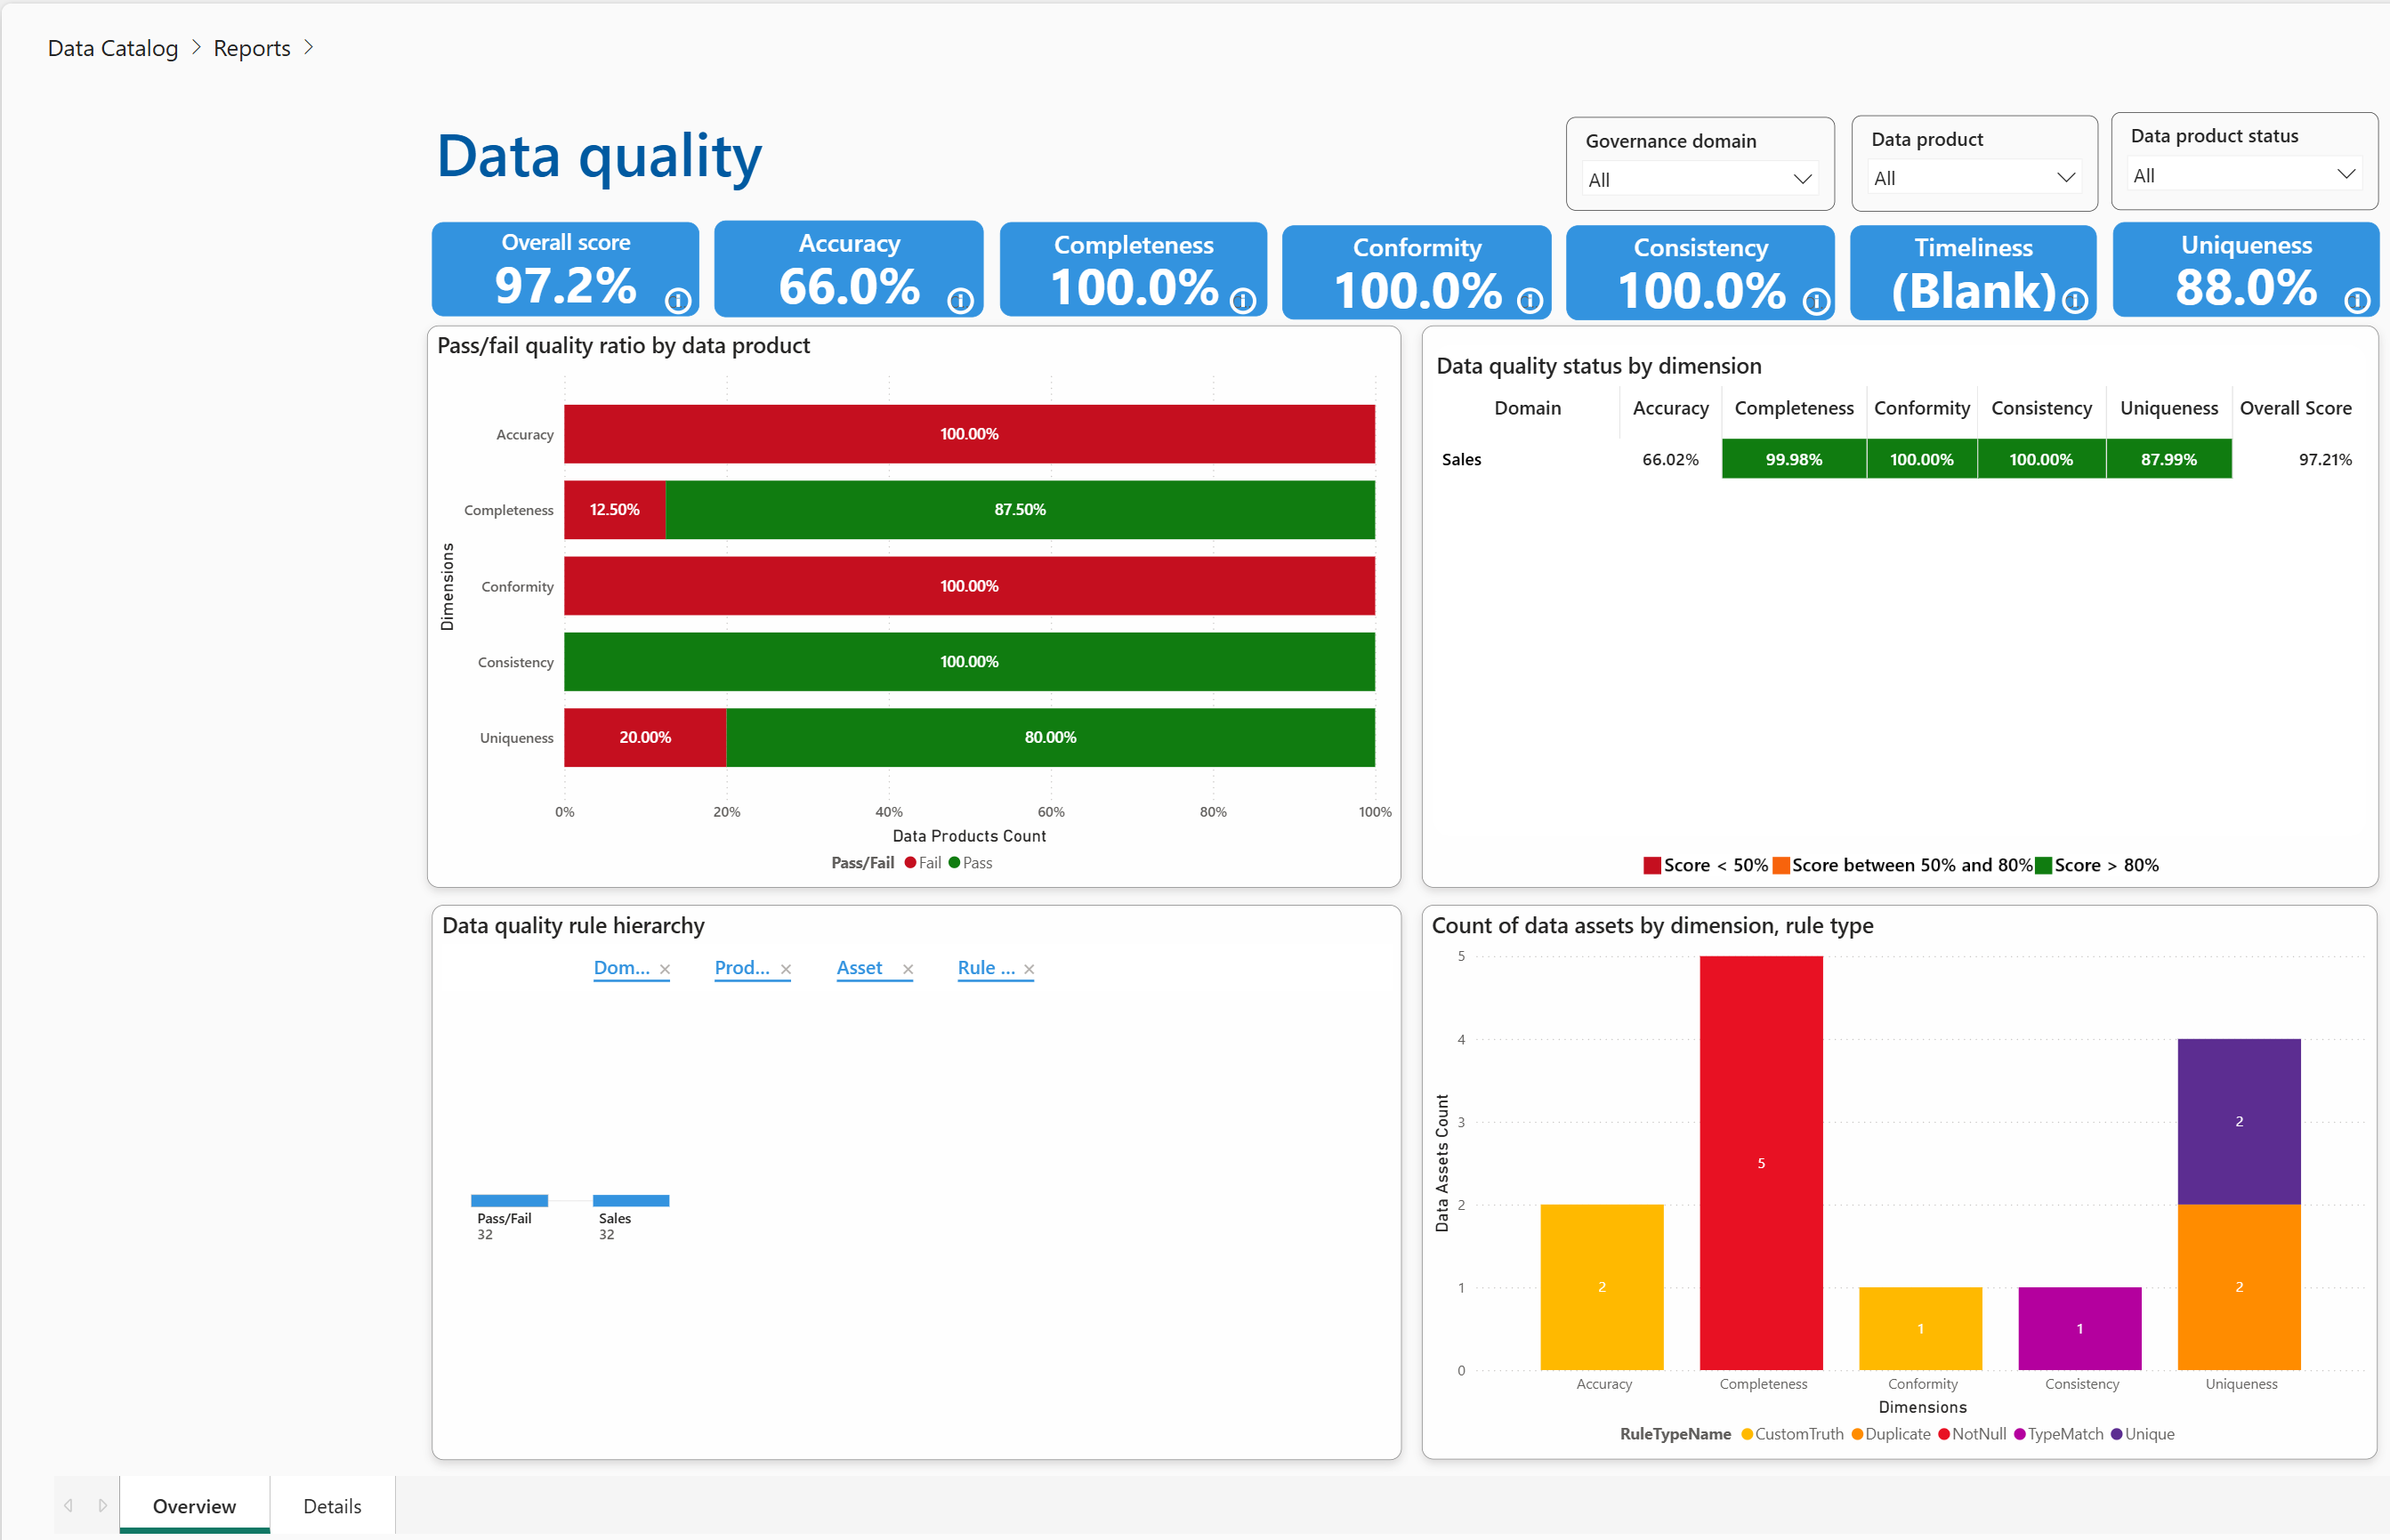 Data Catalog > Reports >
Data quality
Governance domain
All
Data product
All
Data product status
All
Overall score
97.2%
Accuracy
66.0%
Completeness
100.0%
Conformity
100.0%
Consistency
100.0%
Timeliness
(Blank)
Uniqueness
88.0%
Pass/fail quality ratio by data product
Dimensions
Accuracy
100.00%
Completeness
12.50% 87.50%
Conformity
100.00%
Consistency
100.00%
Uniqueness
20.00% 80.00%
0% 20% 40% 60% 80% 100%
Data Products Count
Pass/Fail Fail Pass
Data quality status by dimension
Domain Accuracy Completeness Conformity Consistency Uniqueness Overall Score
Sales 66.02% 99.98% 100.00% 100.00% 87.99% 97.21%
Score < 50% Score between 50% and 80% Score > 80%
Data quality rule hierarchy
Dom... Prod... Asset Rule ...
Pass/Fail
32
Sales
32
Count of data assets by dimension, rule type
Data Assets Count
5
4
3
2
1
0
2
5
1
1
2
2
Accuracy Completeness Conformity Consistency Uniqueness
Dimensions
RuleTypeName CustomTruth Duplicate NotNull TypeMatch Unique
Overview Details